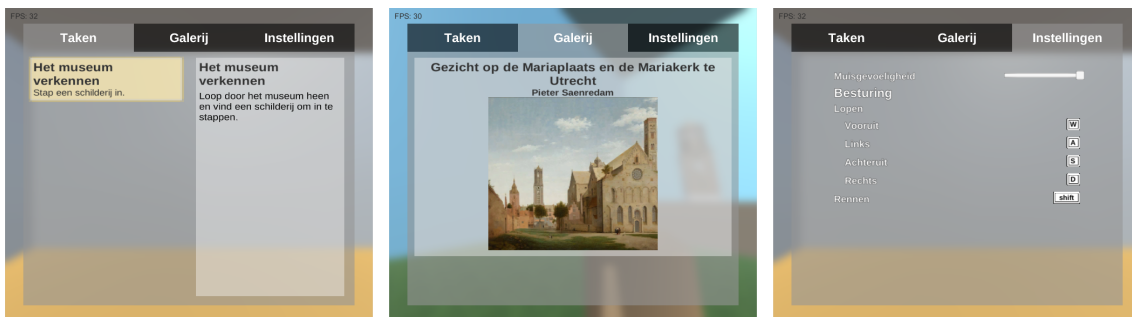 FPS: 32
Taken Galerij Instellingen
Het museum
verkennen
Stap een schilderij in.
Het museum
verkennen
Loop door het museum heen
en vind een schilderij om in te
stappen.
FPS: 30
Taken Galerij Instellingen
Gezicht op de Mariaplaats en de Mariakerk te
Utrecht
Pieter Saenredam
FPS: 32
Taken Galerij Instellingen
Muisgevoeligheid
Besturing
Lopen
Vooruit W
Links A
Achteruit S
Rechts D
Rennen shift